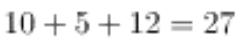 10 + 5 + 12 = 27